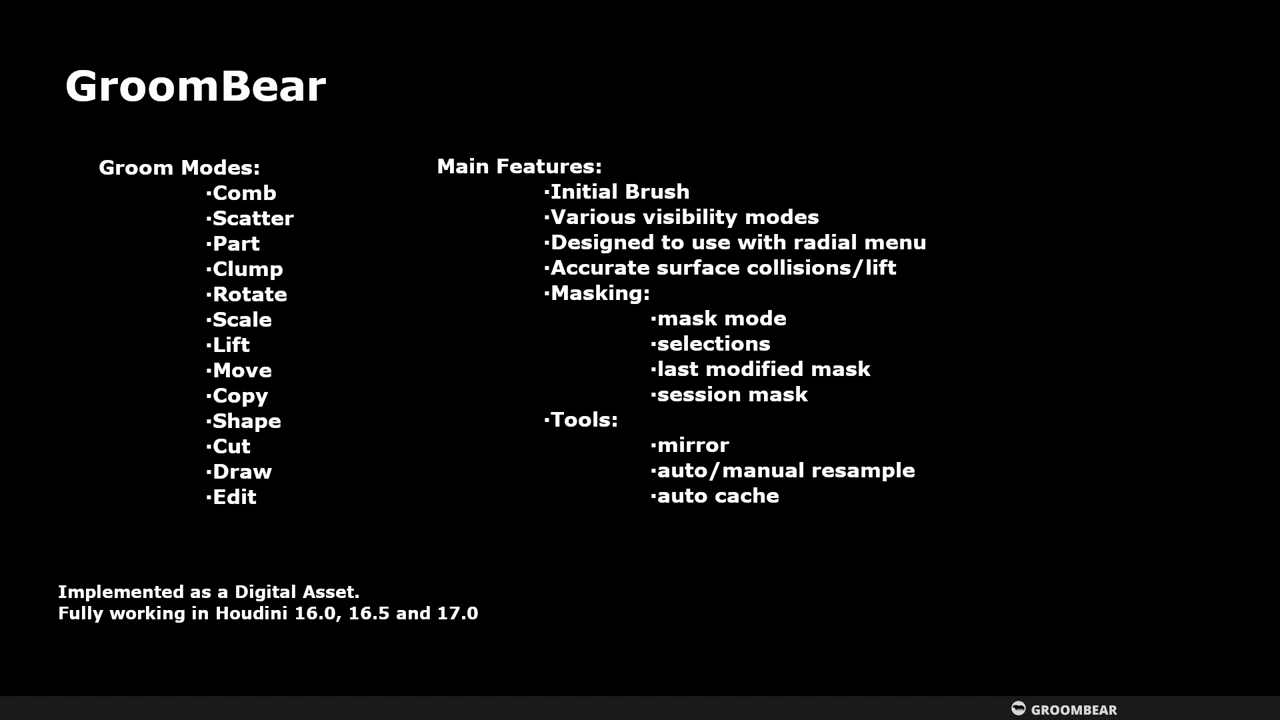 GroomBear
Groom Modes:
·Comb
·Scatter
·Part
·Clump
·Rotate
·Scale
·Lift
·Move
·Copy
·Shape
·Cut
·Draw
·Edit
Main Features:
·Initial Brush
·Various visibility modes
·Designed to use with radial menu
·Accurate surface collisions/lift
·Masking:
·mask mode
·selections
·last modified mask
·session mask
·Tools:
·mirror
·auto/manual resample
·auto cache
Implemented as a Digital Asset.
Fully working in Houdini 16.0, 16.5 and 17.0
GROOMBEAR